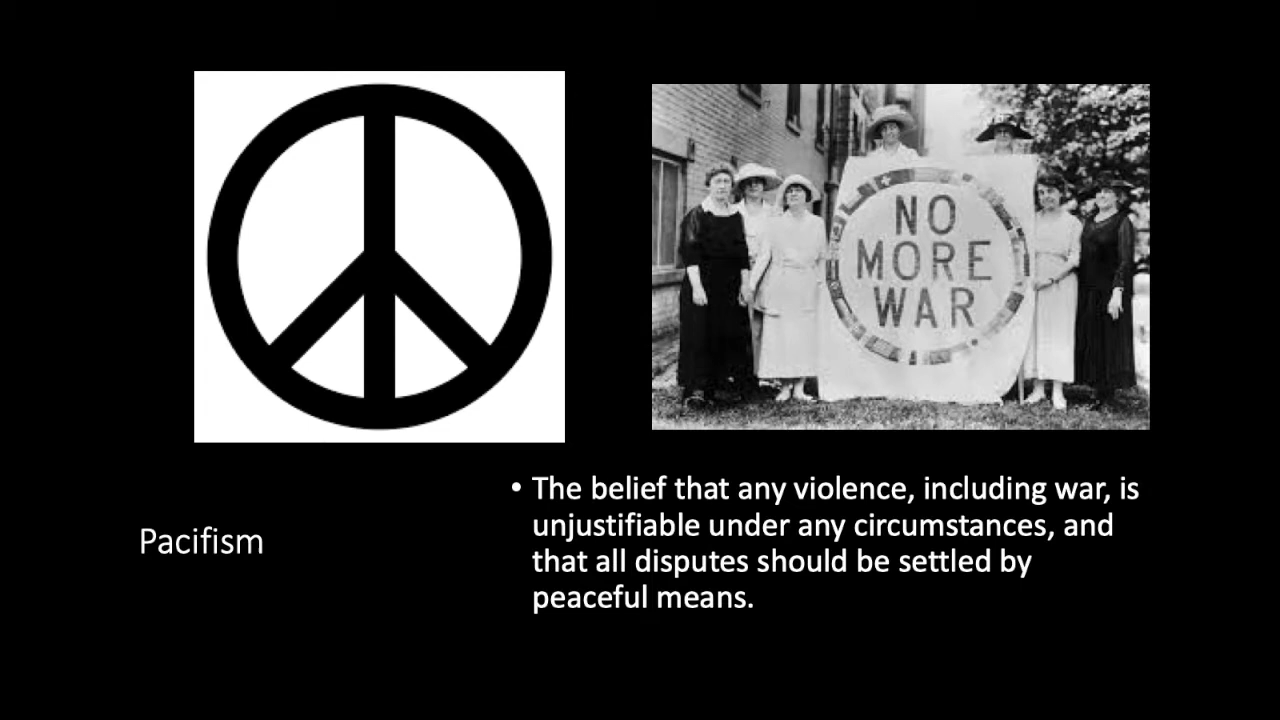 NO
MORE
WAR
Pacifism
• The belief that any violence, including war, is
unjustifiable under any circumstances, and
that all disputes should be settled by
peaceful means.